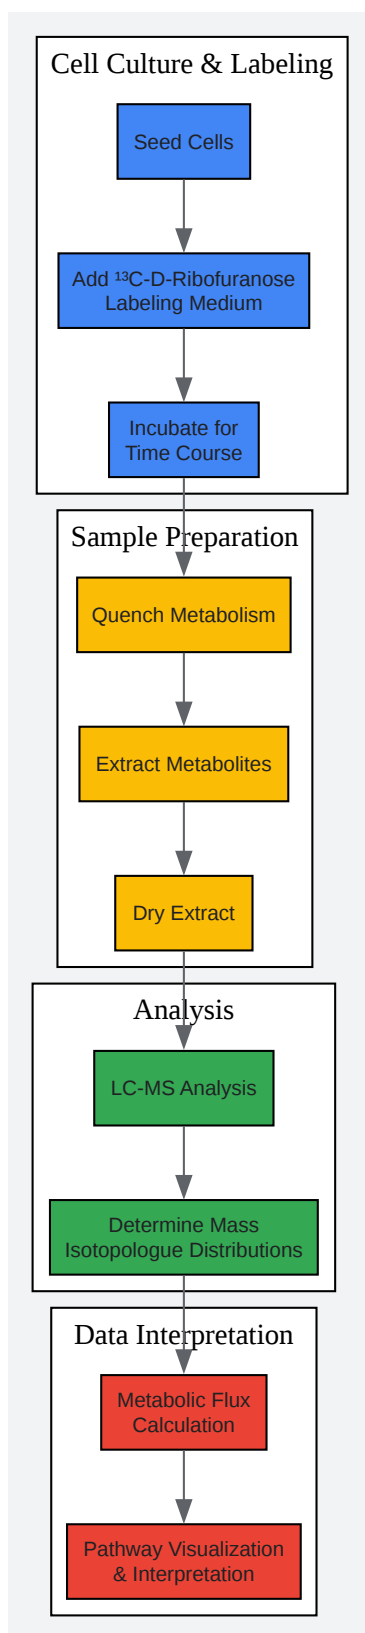 Cell Culture & Labeling
Seed Cells
Add ¹³C-D-Ribofuranose
Labeling Medium
Incubate for
Time Course
Sample Preparation
Quench Metabolism
Extract Metabolites
Dry Extract
Analysis
LC-MS Analysis
Determine Mass
Isotopologue Distributions
Data Interpretation
Metabolic Flux
Calculation
Pathway Visualization
& Interpretation